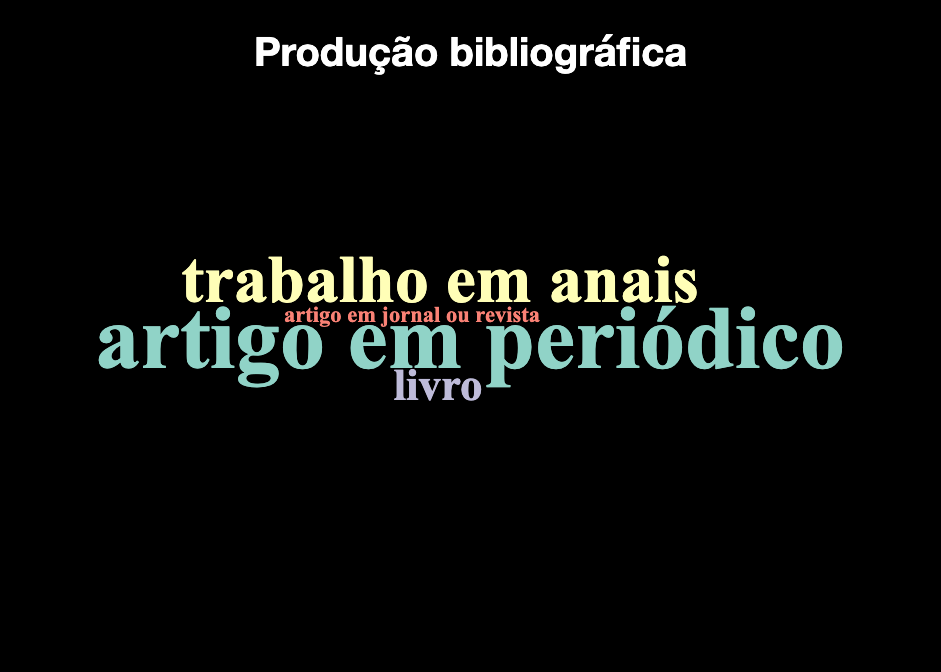 Produção bibliográfica
trabalho em anais
artigo em jornal ou revista
artigo em periódico
livro